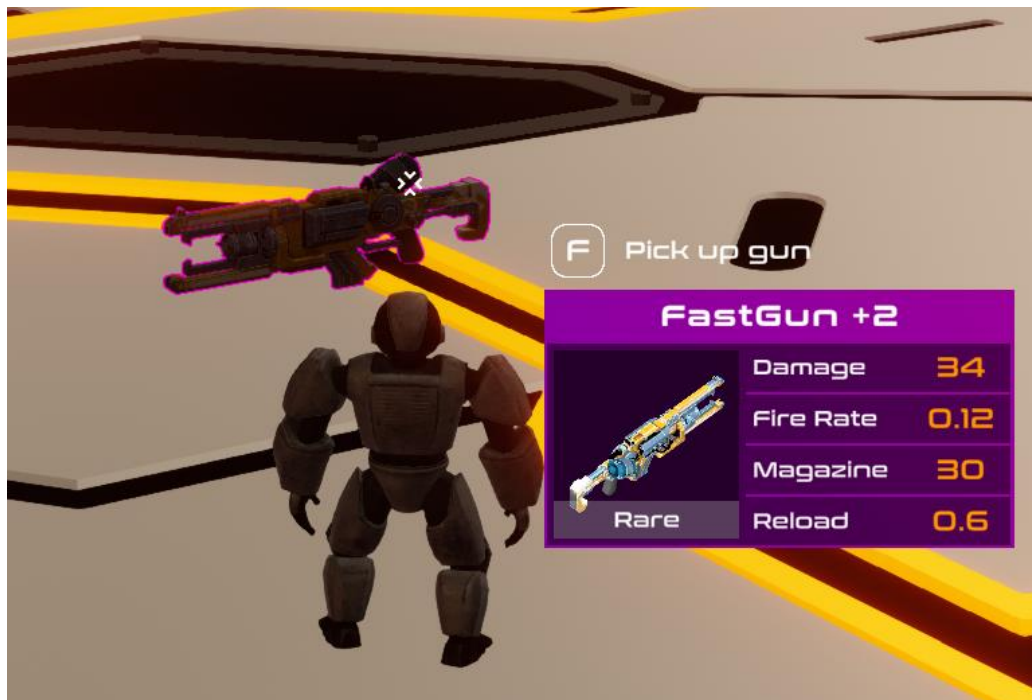 F Pick up gun
FastGun +2
Damage 34
Fire Rate 0.12
Magazine 30
Rare
Reload 0.6